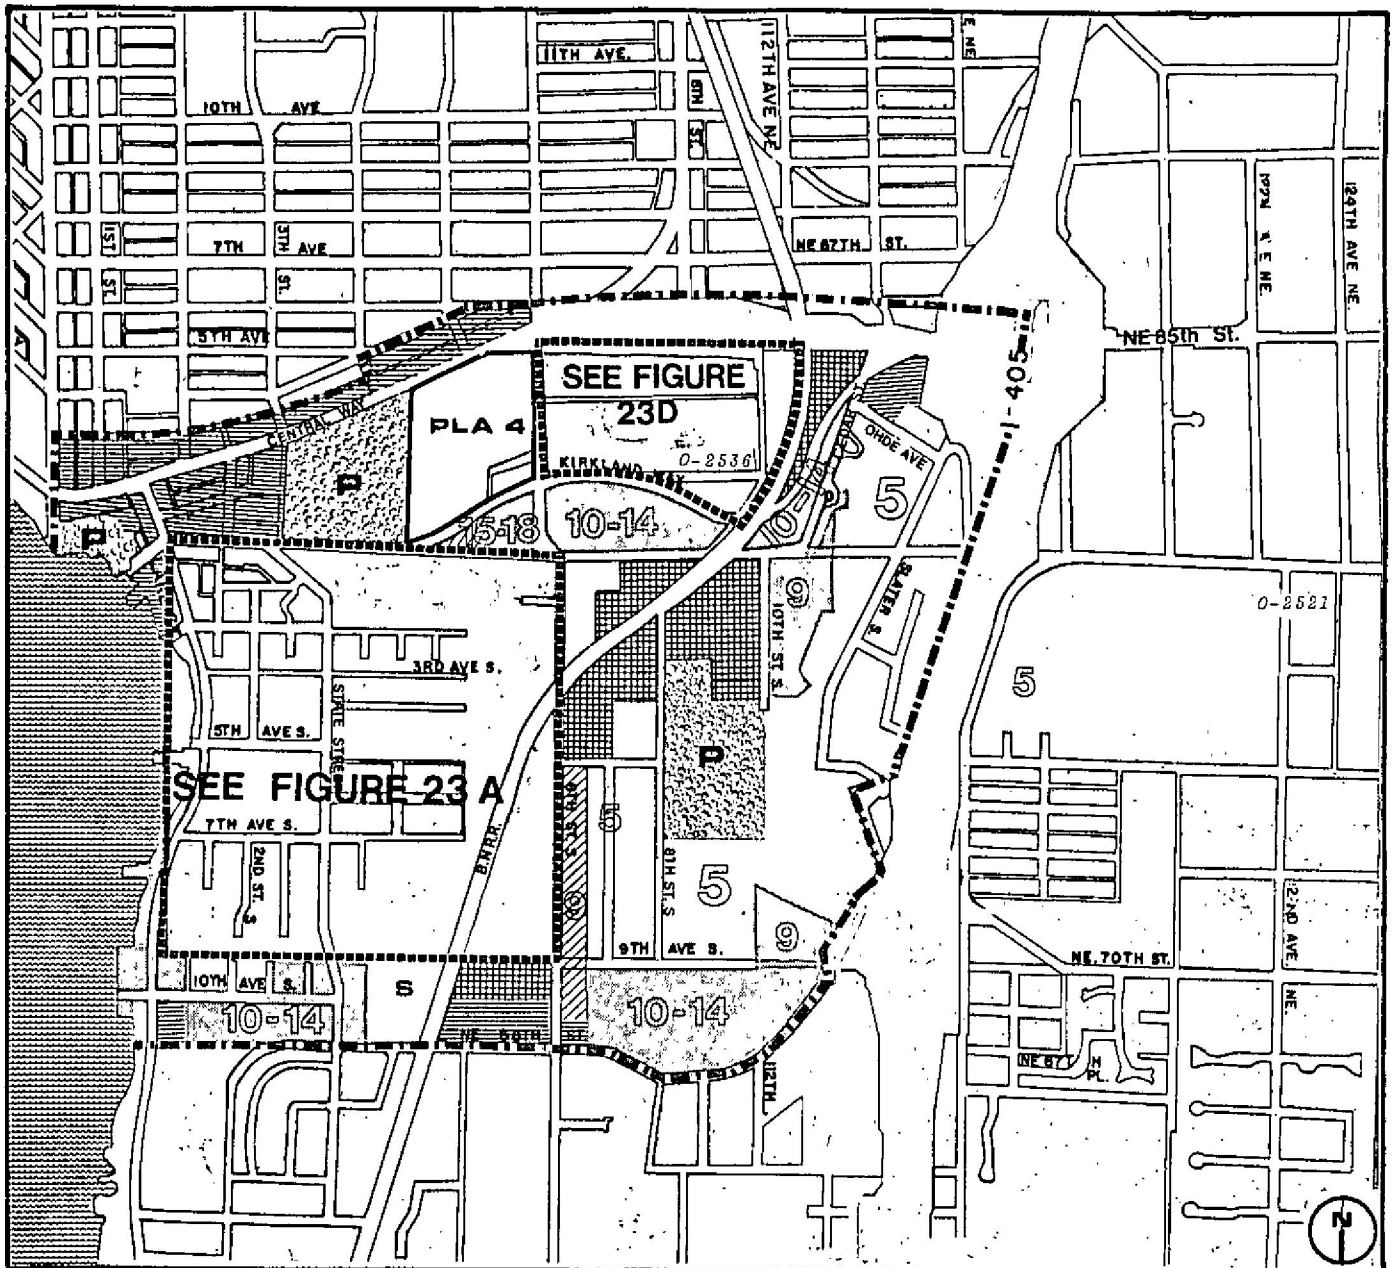 11TH AVE.
112TH AVE NE
10TH AVE
124TH AVE NE
1ST ST.
7TH AVE
5TH ST.
NE 87TH ST.
5TH AVE
NE 85th St.
I-405
CENTRAL WAY
SEE FIGURE
23D
PLA 4
OHDE AVE
KIRKLAND WAY
O-2536
P
5
15-18
10-14
P
9
SLATER S.
O-2521
10TH ST. S.
3RD AVE S.
5
STATE STREET
5TH AVE S.
P
SEE FIGURE 23 A
8TH ST. S.
5
7TH AVE S.
B.N.R.R.
2ND ST. S
81H ST. S
5
9
9TH AVE S.
NE. 70TH ST.
10TH AVE S.
S
10-14
10-14
NE 68TH ST
NE 67TH
PL.
112TH
N